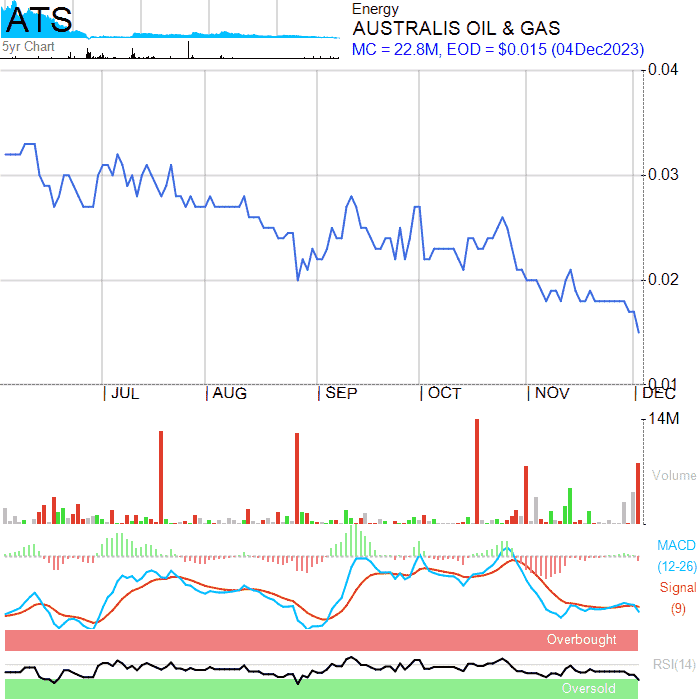 ATS
5yr Chart
Energy
AUSTRALIS OIL & GAS
MC = 22.8M, EOD = $0.015 (04Dec2023)
0.04
0.03
0.02
0.01
JUL AUG SEP OCT NOV DEC
14M
Volume
MACD
(12-26)
Signal
(9)
Overbought
RSI(14)
Oversold